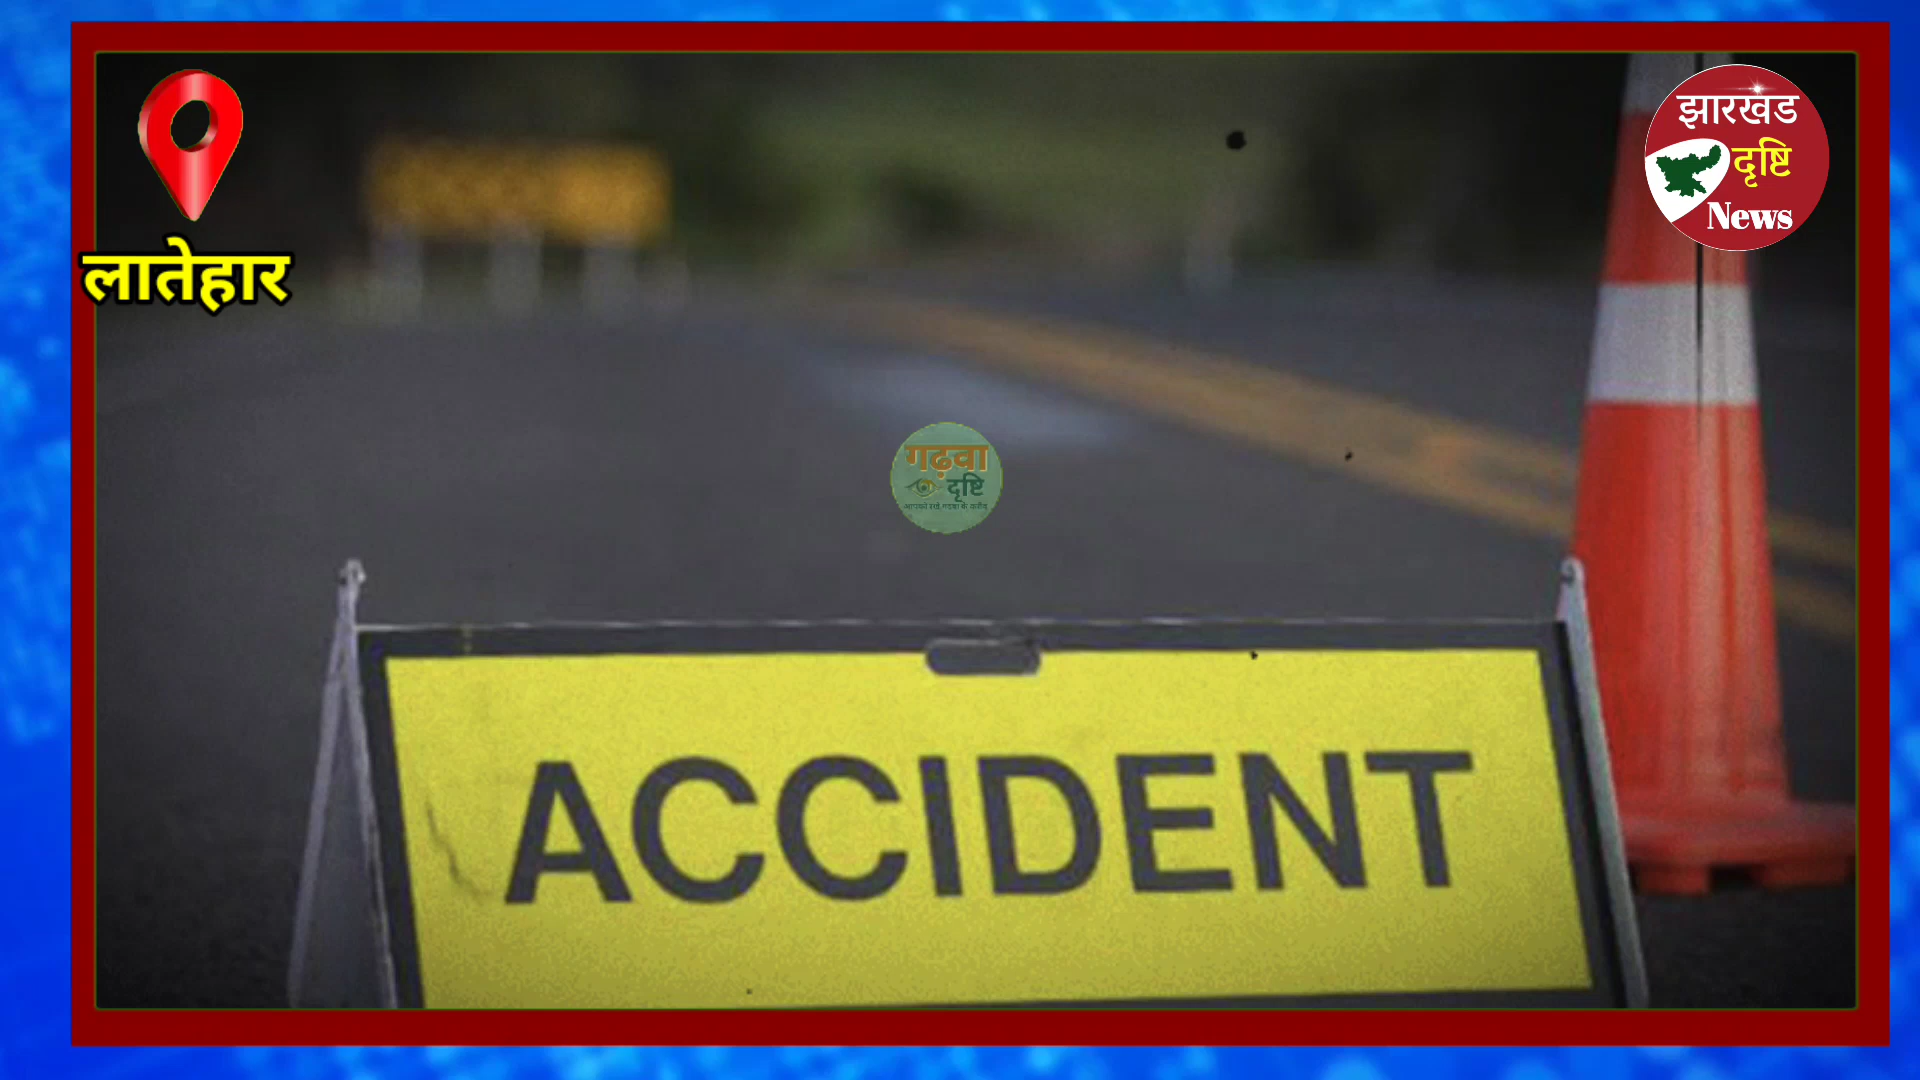 लातेहार
झारखंड
दृष्टि
News
गढ़वा
दृष्टि
ACCIDENT